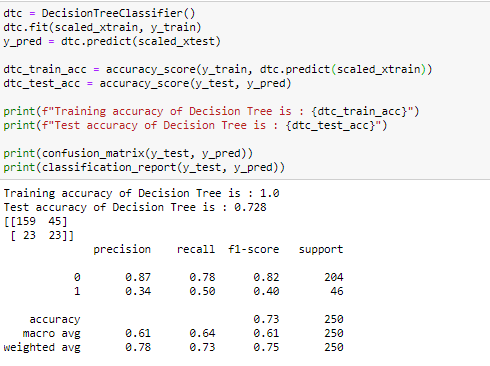 dtc = DecisionTreeClassifier()
dtc.fit(scaled_xtrain, y_train)
y_pred = dtc.predict(scaled_xtest)
dtc_train_acc = accuracy_score(y_train, dtc.predict(scaled_xtrain))
dtc_test_acc = accuracy_score(y_test, y_pred)
print(f"Training accuracy of Decision Tree is : {dtc_train_acc}")
print(f"Test accuracy of Decision Tree is : {dtc_test_acc}")
print(confusion_matrix(y_test, y_pred))
print(classification_report(y_test, y_pred))
Training accuracy of Decision Tree is : 1.0
Test accuracy of Decision Tree is : 0.728
[[159  45]
 [ 23  23]]
              precision    recall  f1-score   support
           0       0.87      0.78      0.82       204
           1       0.34      0.50      0.40        46
    accuracy                           0.73       250
   macro avg       0.61      0.64      0.61       250
weighted avg       0.78      0.73      0.75       250